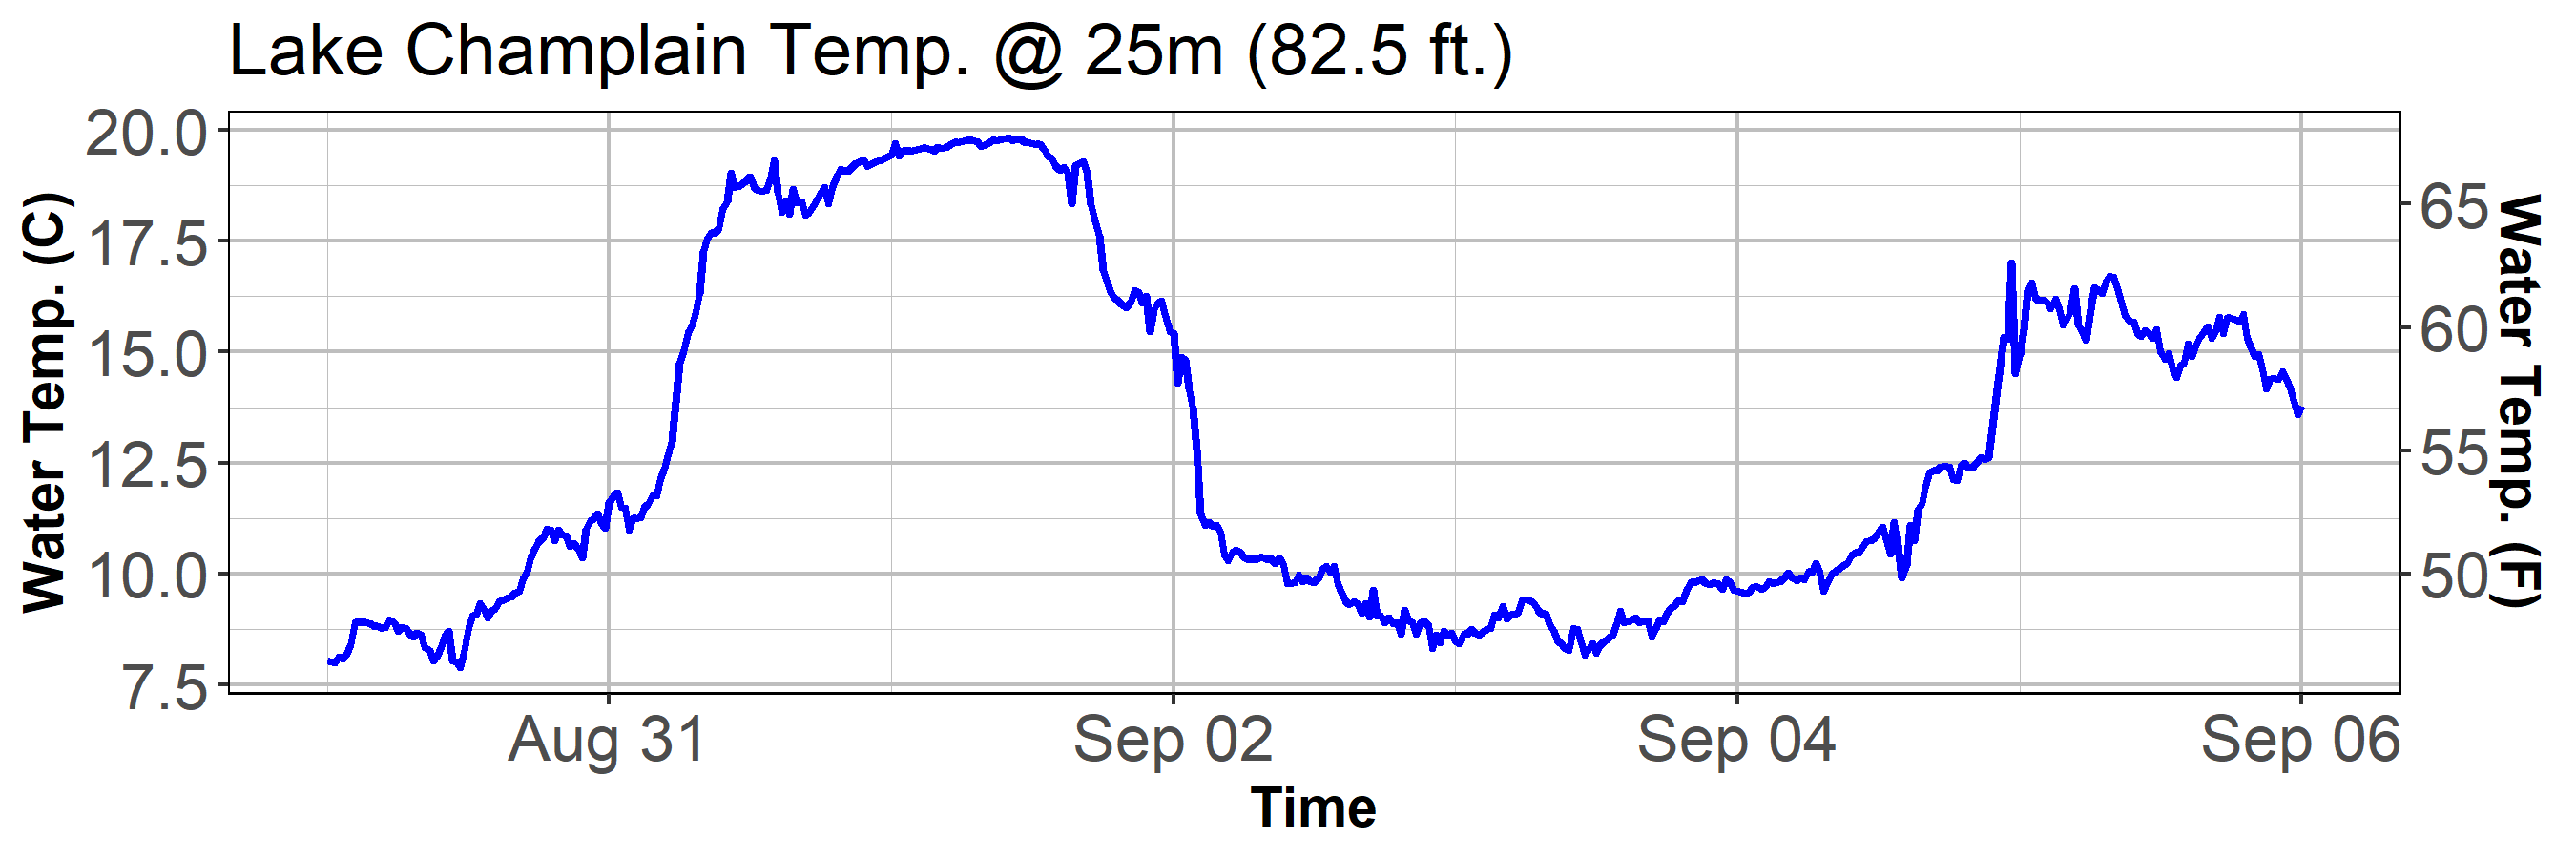 Lake Champlain Temp. @ 25m (82.5 ft.)
Water Temp. (C)
20.0
17.5
15.0
12.5
10.0
7.5
65
60
55
50
Water Temp. (F)
Aug 31 Sep 02 Sep 04 Sep 06
Time